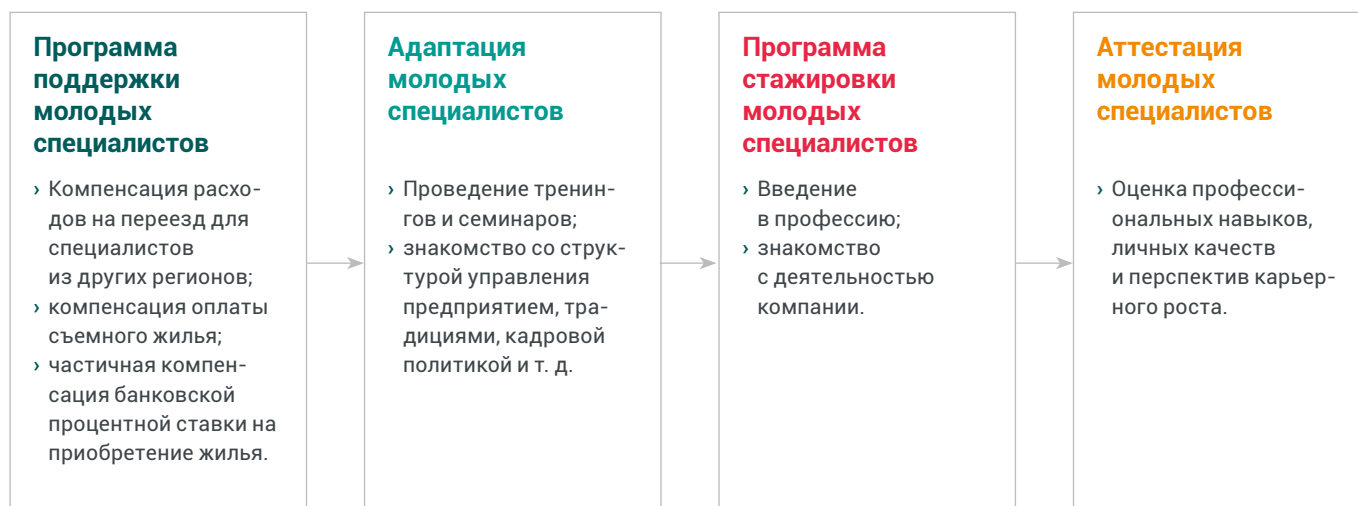 Программа
поддержки
молодых
специалистов
› Компенсация расхо-
дов на переезд для
специалистов
из других регионов;
› компенсация оплаты
съемного жилья;
› частичная компен-
сация банковской
процентной ставки на
приобретение жилья.
Адаптация
молодых
специалистов
› Проведение тренин-
гов и семинаров;
› знакомство со струк-
турой управления
предприятием, тра-
дициями, кадровой
политикой и т. д.
Программа
стажировки
молодых
специалистов
› Введение
в профессию;
› знакомство
с деятельностью
компании.
Аттестация
молодых
специалистов
› Оценка професси-
ональных навыков,
личных качеств
и перспектив карьер-
ного роста.